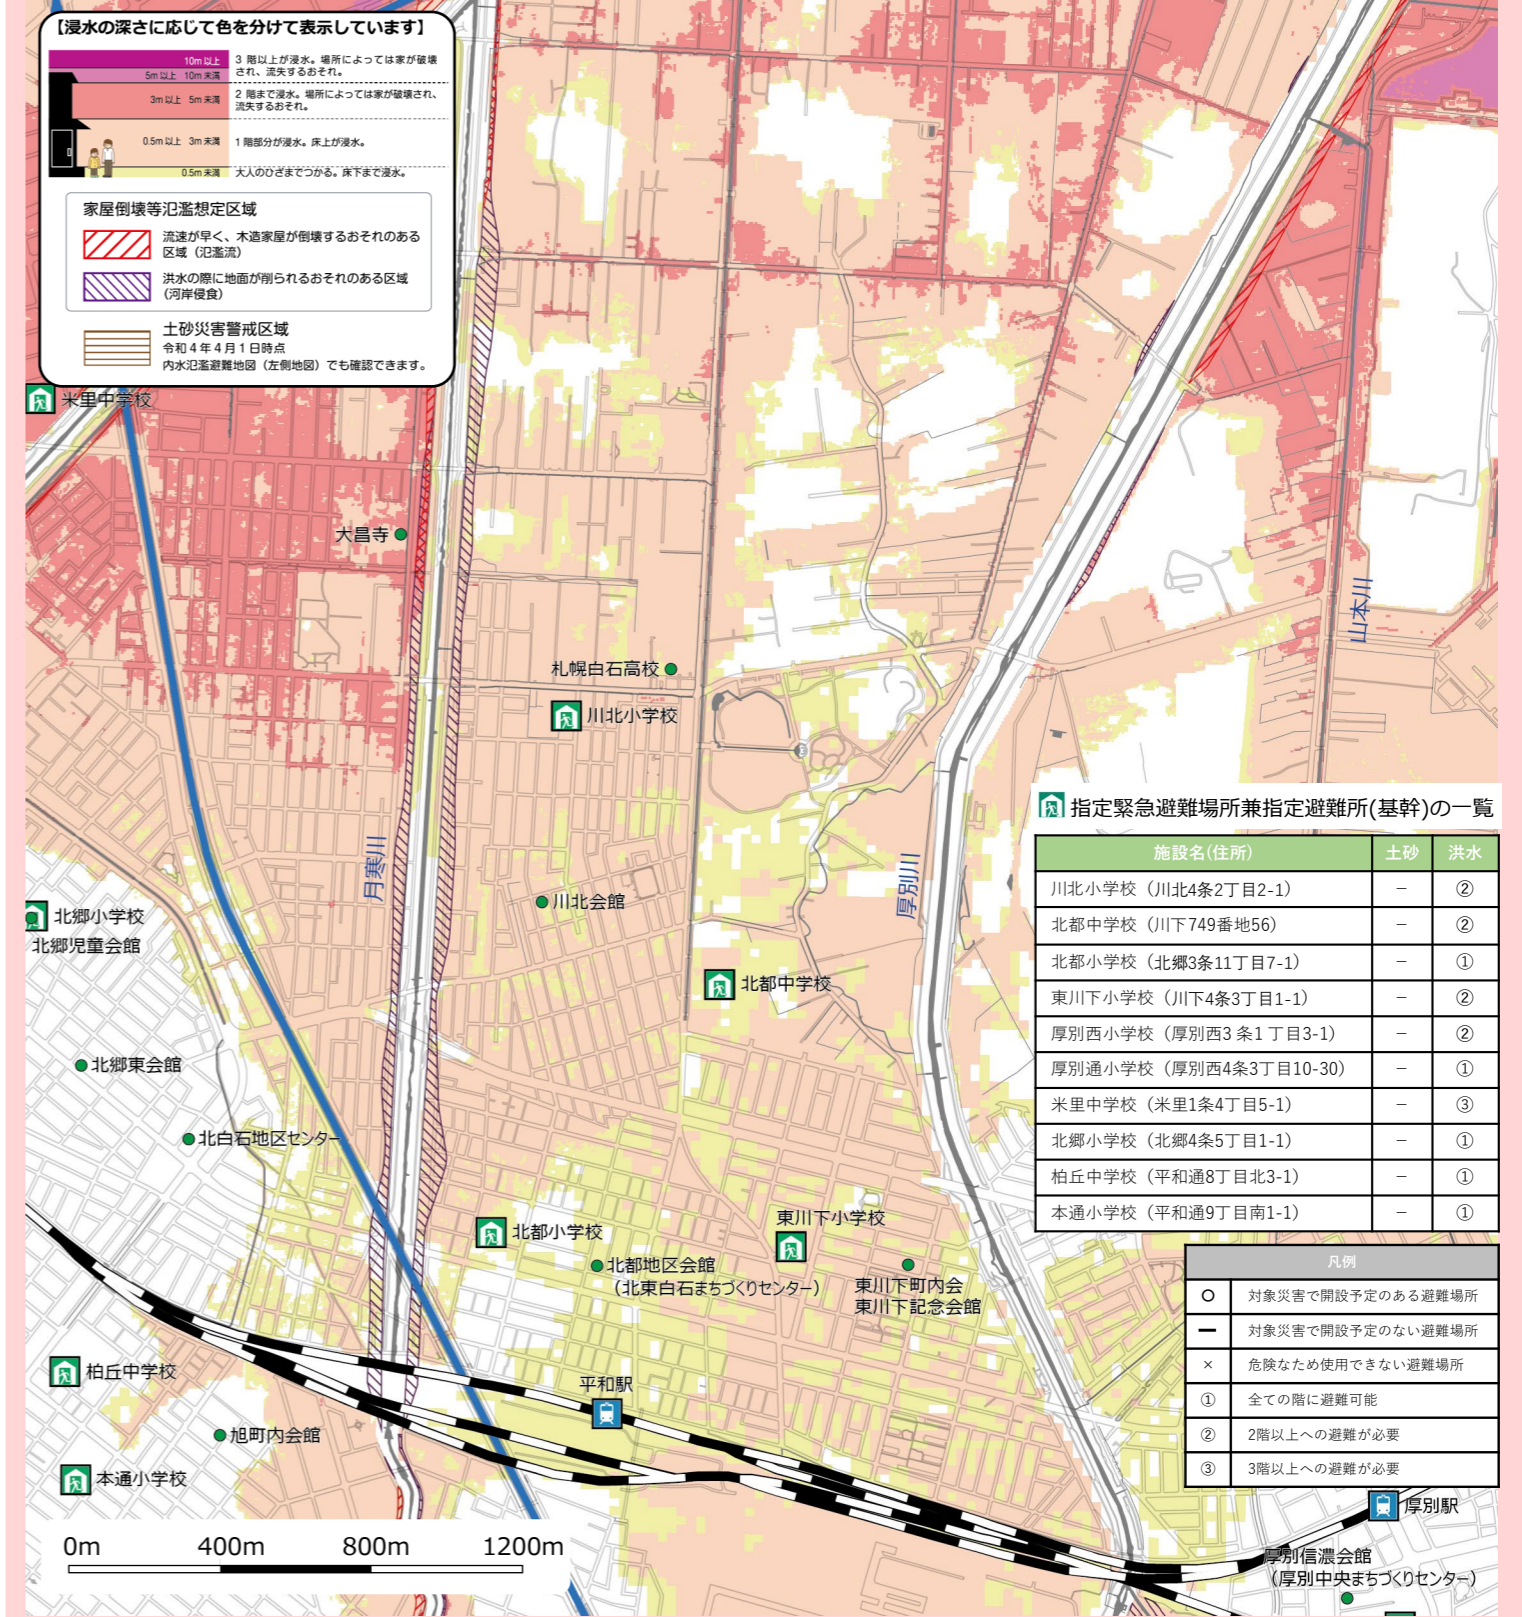 【浸水の深さに応じて色を分けて表示しています】
10m 以上
3 階以上が浸水。場所によっては家が破壊
され、流失するおそれ。
5m 以上 10m 未満
3m 以上 5m 未満
2 階まで浸水。場所によっては家が破壊され、
流失するおそれ。
0.5m 以上 3m 未満
1 階部分が浸水。床上が浸水。
0.5m 未満
大人のひざまでつかる。床下まで浸水。
家屋倒壊等氾濫想定区域
流速が早く、木造家屋が倒壊するおそれのある
区域（氾濫流）
洪水の際に地面が削られるおそれのある区域
（河岸侵食）
土砂災害警戒区域
令和４年４月１日時点
内水氾濫避難地図（左側地図）でも確認できます。
米里中学校
大昌寺
山本川
札幌白石高校
川北小学校
月寒川
厚別川
川北会館
北郷小学校
北郷児童会館
北都中学校
北郷東会館
北白石地区センター
北都小学校
東川下小学校
北都地区会館
（北東白石まちづくりセンター）
東川下町内会
東川下記念会館
柏丘中学校
平和駅
旭町内会館
本通小学校
0m 400m 800m 1200m
指定緊急避難場所兼指定避難所(基幹)の一覧
施設名(住所) 土砂 洪水
川北小学校（川北4条2丁目2-1） － ②
北都中学校（川下749番地56） － ②
北都小学校（北郷3条11丁目7-1） － ①
東川下小学校（川下4条3丁目1-1） － ②
厚別西小学校（厚別西3 条1 丁目3-1） － ②
厚別通小学校（厚別西4条3丁目10-30） － ①
米里中学校（米里1条4丁目5-1） － ③
北郷小学校（北郷4条5丁目1-1） － ①
柏丘中学校（平和通8丁目北3-1） － ①
本通小学校（平和通9丁目南1-1） － ①
凡例
○ 対象災害で開設予定のある避難場所
ー 対象災害で開設予定のない避難場所
× 危険なため使用できない避難場所
① 全ての階に避難可能
② 2階以上への避難が必要
③ 3階以上への避難が必要
厚別駅
厚別信濃会館
（厚別中央まちづくりセンター）